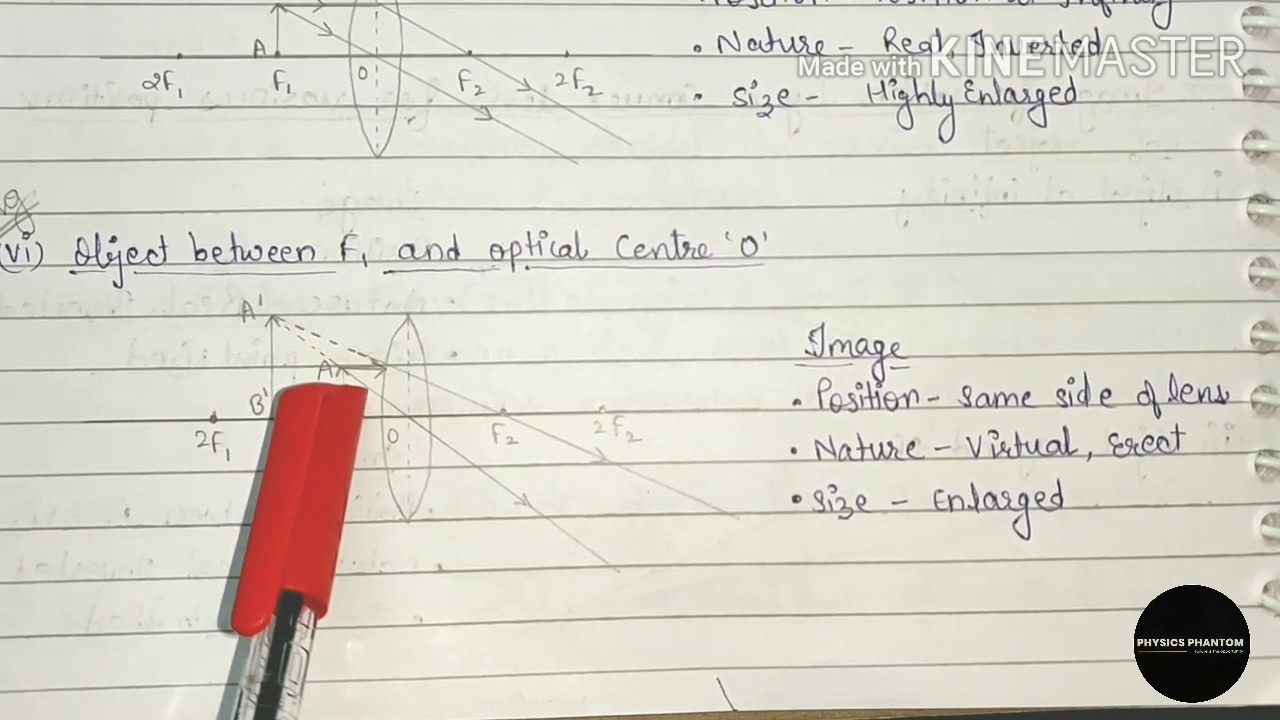 • Nature - Real, Inverted
Made with KINEMASTER
A
2F₁ F₁ O F₂ 2F₂
• Size - Highly Enlarged
(vi) Object between F₁ and optical Centre 'O'
A'
A
B'
2F₁ O F₂ 2F₂
Image
• Position - Same side of lens
• Nature - Virtual, Erect
• Size - Enlarged
PHYSICS PHANTOM